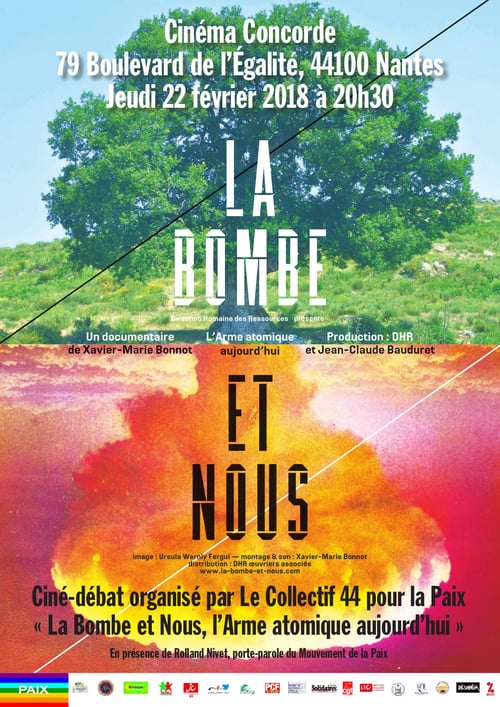 Cinéma Concorde
79 Boulevard de l'Égalité, 44100 Nantes
Jeudi 22 février 2018 à 20h30
LA
BOMBE
Direction Humaine des Ressources présente
Un documentaire L'Arme atomique Production : DHR
de Xavier-Marie Bonnot aujourd'hui et Jean-Claude Bauduret
ET
NOUS
image : Ursula Wernly Fergui — montage & son : Xavier-Marie Bonnot
distribution : DHR œuvriers associés
www.la-bombe-et-nous.com
Ciné-débat organisé par Le Collectif 44 pour la Paix
« La Bombe et Nous, l'Arme atomique aujourd'hui »
En présence de Rolland Nivet, porte-parole du Mouvement de la Paix
PAIX PCF Solidaires cgt